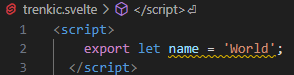 trenkic.svelte > </script>
1 <script>
2 export let name = 'World';
3 </script>